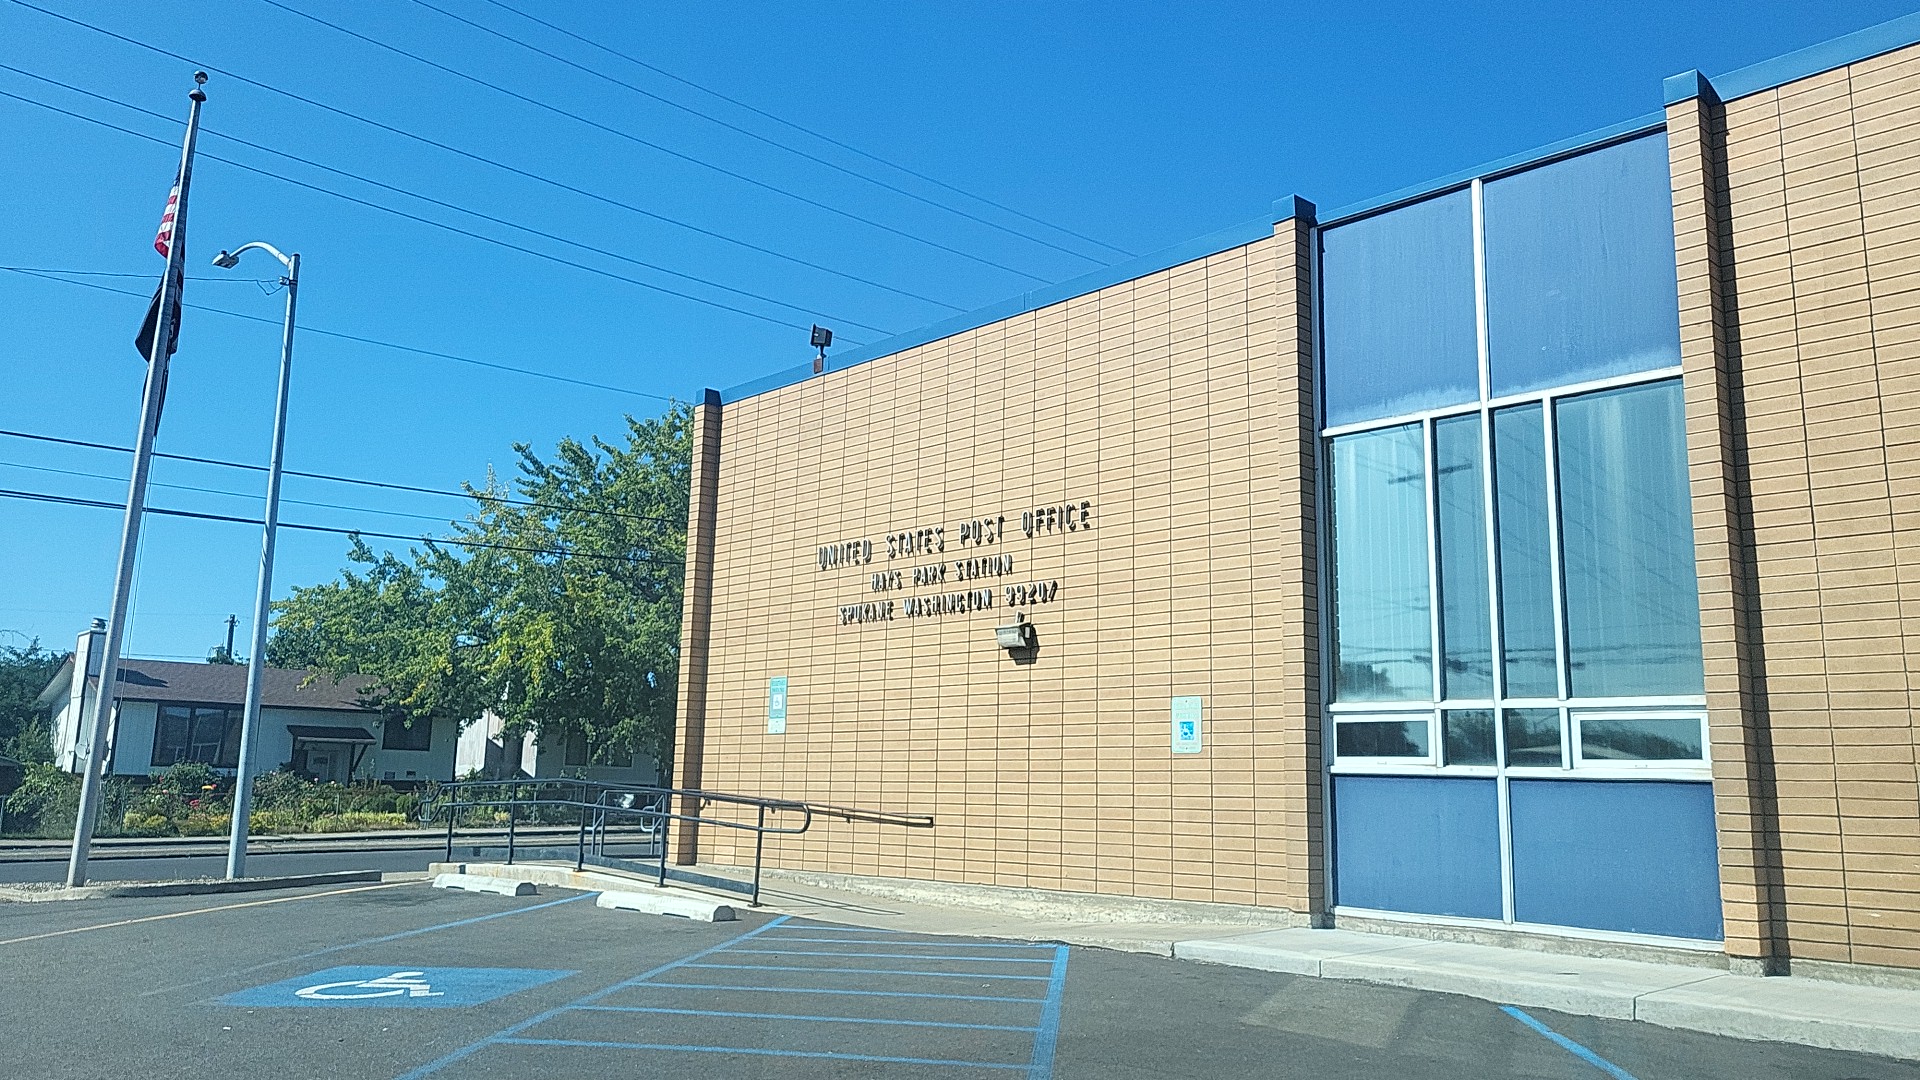 UNITED STATES POST OFFICE
HAYS PARK STATION
SPOKANE WASHINGTON 99207